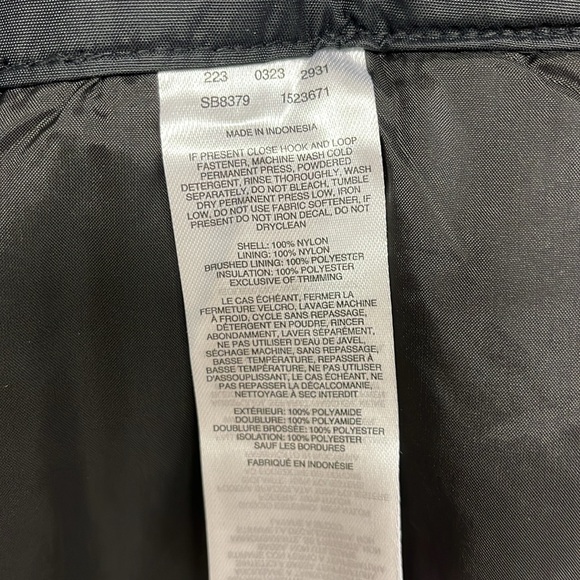 223 0323 2931
SB8379 1523671
MADE IN INDONESIA
IF PRESENT CLOSE HOOK AND LOOP
FASTENER, MACHINE WASH COLD
PERMANENT PRESS, POWDERED
DETERGENT, RINSE THOROUGHLY, WASH
SEPARATELY, DO NOT BLEACH, TUMBLE
DRY PERMANENT PRESS LOW, IRON
LOW, DO NOT USE FABRIC SOFTENER, IF
PRESENT DO NOT IRON DECAL, DO NOT
DRYCLEAN
SHELL: 100% NYLON
LINING: 100% NYLON
BRUSHED LINING: 100% POLYESTER
INSULATION: 100% POLYESTER
EXCLUSIVE OF TRIMMING
LE CAS ÉCHÉANT, FERMER LA
FERMETURE VELCRO, LAVAGE MACHINE
À FROID, CYCLE SANS REPASSAGE,
DÉTERGENT EN POUDRE, RINCER
ABONDAMMENT, LAVER SÉPARÉMENT,
NE PAS UTILISER D'EAU DE JAVEL,
SÉCHAGE MACHINE, SANS REPASSAGE,
BASSE TEMPÉRATURE, REPASSER À
BASSE TEMPÉRATURE, NE PAS UTILISER
D'ASSOUPLISSANT, LE CAS ÉCHÉANT NE
PAS REPASSER LA DÉCALCOMANIE,
NETTOYAGE À SEC INTERDIT
EXTÉRIEUR: 100% POLYAMIDE
DOUBLURE: 100% POLYAMIDE
DOUBLURE BROSSÉE: 100% POLYESTER
ISOLATION: 100% POLYESTER
SAUF LES BORDURES
FABRIQUÉ EN INDONÉSIE